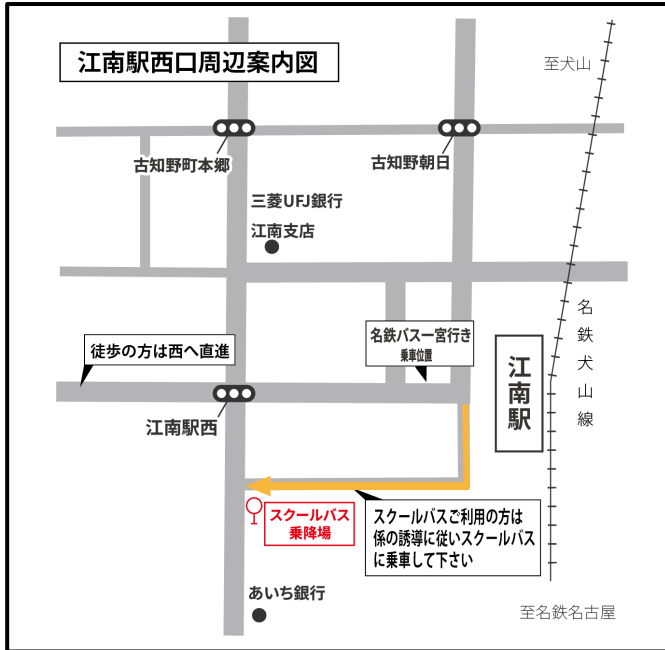 江南駅西口周辺案内図
至犬山
古知野町本郷
古知野朝日
三菱UFJ銀行
江南支店
名鉄犬山線
名鉄バス一宮行き
乗車位置
徒歩の方は西へ直進
江南駅
江南駅西
スクールバス
乗降場
スクールバスご利用の方は
係の誘導に従いスクールバス
に乗車して下さい
あいち銀行
至名鉄名古屋